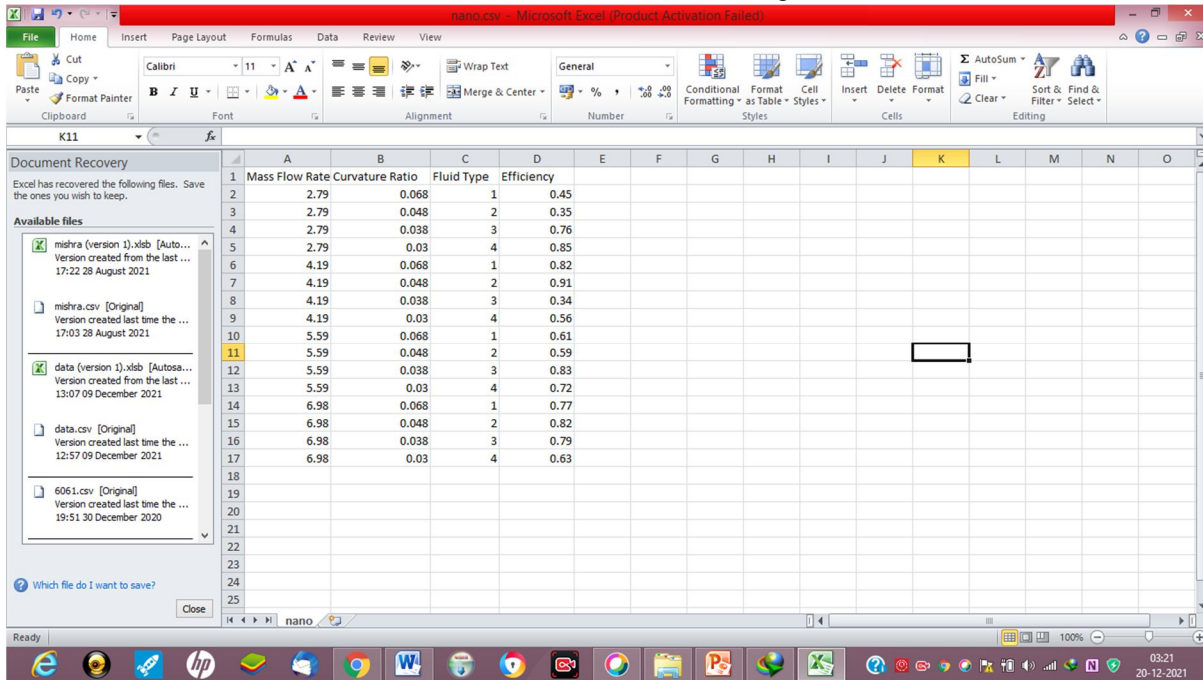 nano.csv - Microsoft Excel (Product Activation Failed)
File Home Insert Page Layout Formulas Data Review View
Paste
Cut
Copy
Format Painter
Clipboard
Calibri 11
B I U
Font
Wrap Text
Merge & Center
Alignment
General
% ,
Number
Conditional Formatting
Format as Table
Cell Styles
Styles
Insert Delete Format
Cells
Σ AutoSum
Fill
Clear
Sort & Filter
Find & Select
Editing
K11 fx
Document Recovery
Excel has recovered the following files. Save
the ones you wish to keep.
Available files
mishra (version 1).xlsb [Auto...
Version created from the last ...
17:22 28 August 2021
mishra.csv [Original]
Version created last time the ...
17:03 28 August 2021
data (version 1).xlsb [Autosa...
Version created from the last ...
13:07 09 December 2021
data.csv [Original]
Version created last time the ...
12:57 09 December 2021
6061.csv [Original]
Version created last time the ...
19:51 30 December 2020
Which file do I want to save?
Close
A B C D E F G H I J K L M N O
1 Mass Flow Rate Curvature Ratio Fluid Type Efficiency
2 2.79 0.068 1 0.45
3 2.79 0.048 2 0.35
4 2.79 0.038 3 0.76
5 2.79 0.03 4 0.85
6 4.19 0.068 1 0.82
7 4.19 0.048 2 0.91
8 4.19 0.038 3 0.34
9 4.19 0.03 4 0.56
10 5.59 0.068 1 0.61
11 5.59 0.048 2 0.59
12 5.59 0.038 3 0.83
13 5.59 0.03 4 0.72
14 6.98 0.068 1 0.77
15 6.98 0.048 2 0.82
16 6.98 0.038 3 0.79
17 6.98 0.03 4 0.63
18
19
20
21
22
23
24
25
nano
Ready 100%
hp
03:21
20-12-2021